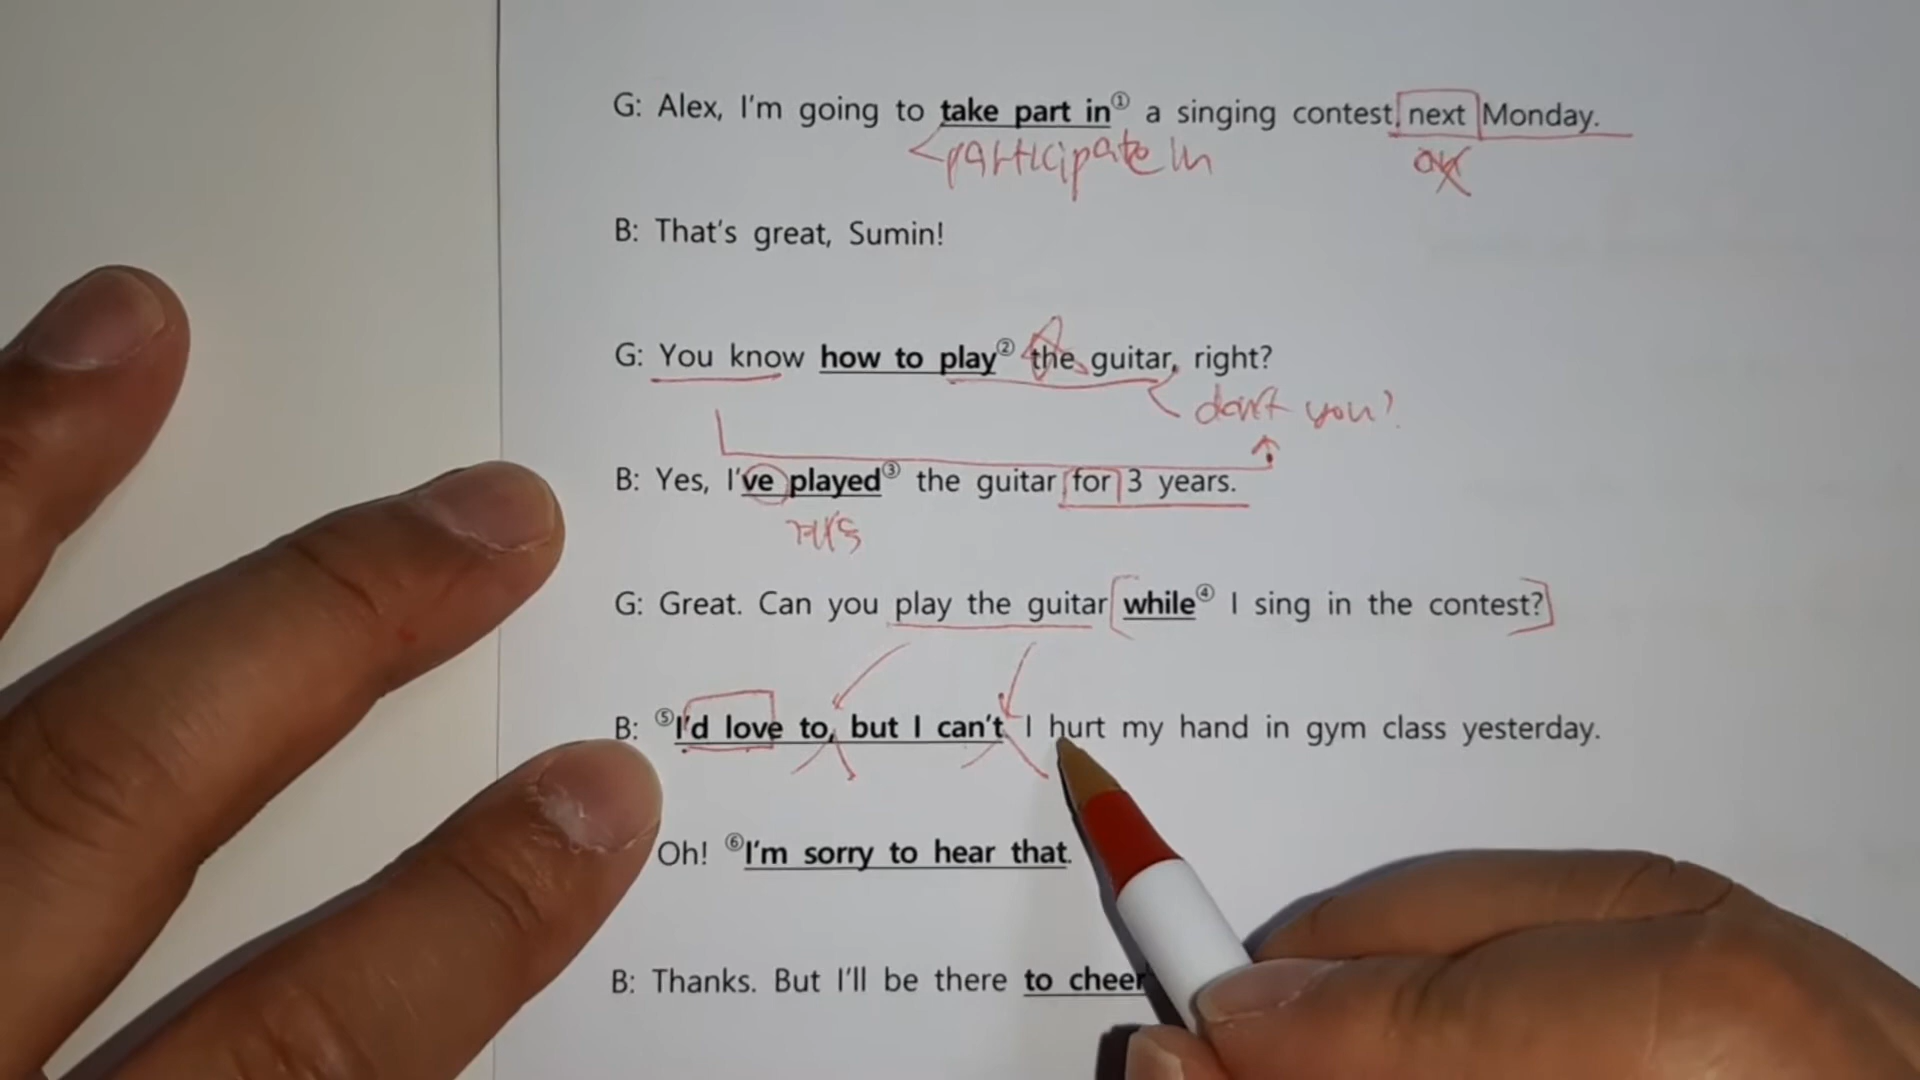 G: Alex, I'm going to take part in① a singing contest next Monday.
<participate in
on
B: That's great, Sumin!
G: You know how to play② the guitar, right?
don't you?
B: Yes, I've played③ the guitar for 3 years.
G: Great. Can you play the guitar while④ I sing in the contest?
B: ⑤I'd love to, but I can't. I hurt my hand in gym class yesterday.
Oh! ⑥I'm sorry to hear that.
B: Thanks. But I'll be there to cheer